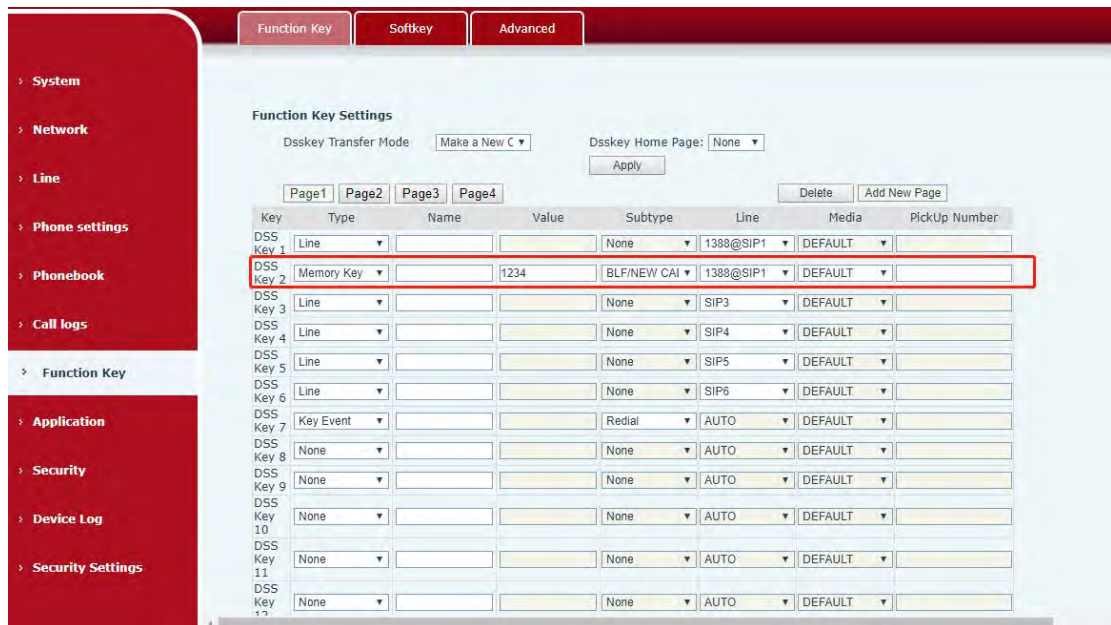 Function Key Softkey Advanced
System
Network
Line
Phone settings
Phonebook
Call logs
Function Key
Application
Security
Device Log
Security Settings
Function Key Settings
Dsskey Transfer Mode Make a New C Dsskey Home Page: None
Apply
Page1 Page2 Page3 Page4 Delete Add New Page
Key Type Name Value Subtype Line Media PickUp Number
DSS Key 1 Line None 1388@SIP1 DEFAULT
DSS Key 2 Memory Key 1234 BLF/NEW CAI 1388@SIP1 DEFAULT
DSS Key 3 Line None SIP3 DEFAULT
DSS Key 4 Line None SIP4 DEFAULT
DSS Key 5 Line None SIP5 DEFAULT
DSS Key 6 Line None SIP6 DEFAULT
DSS Key 7 Key Event Redial AUTO DEFAULT
DSS Key 8 None None AUTO DEFAULT
DSS Key 9 None None AUTO DEFAULT
DSS Key 10 None None AUTO DEFAULT
DSS Key 11 None None AUTO DEFAULT
DSS Key 12 None None AUTO DEFAULT